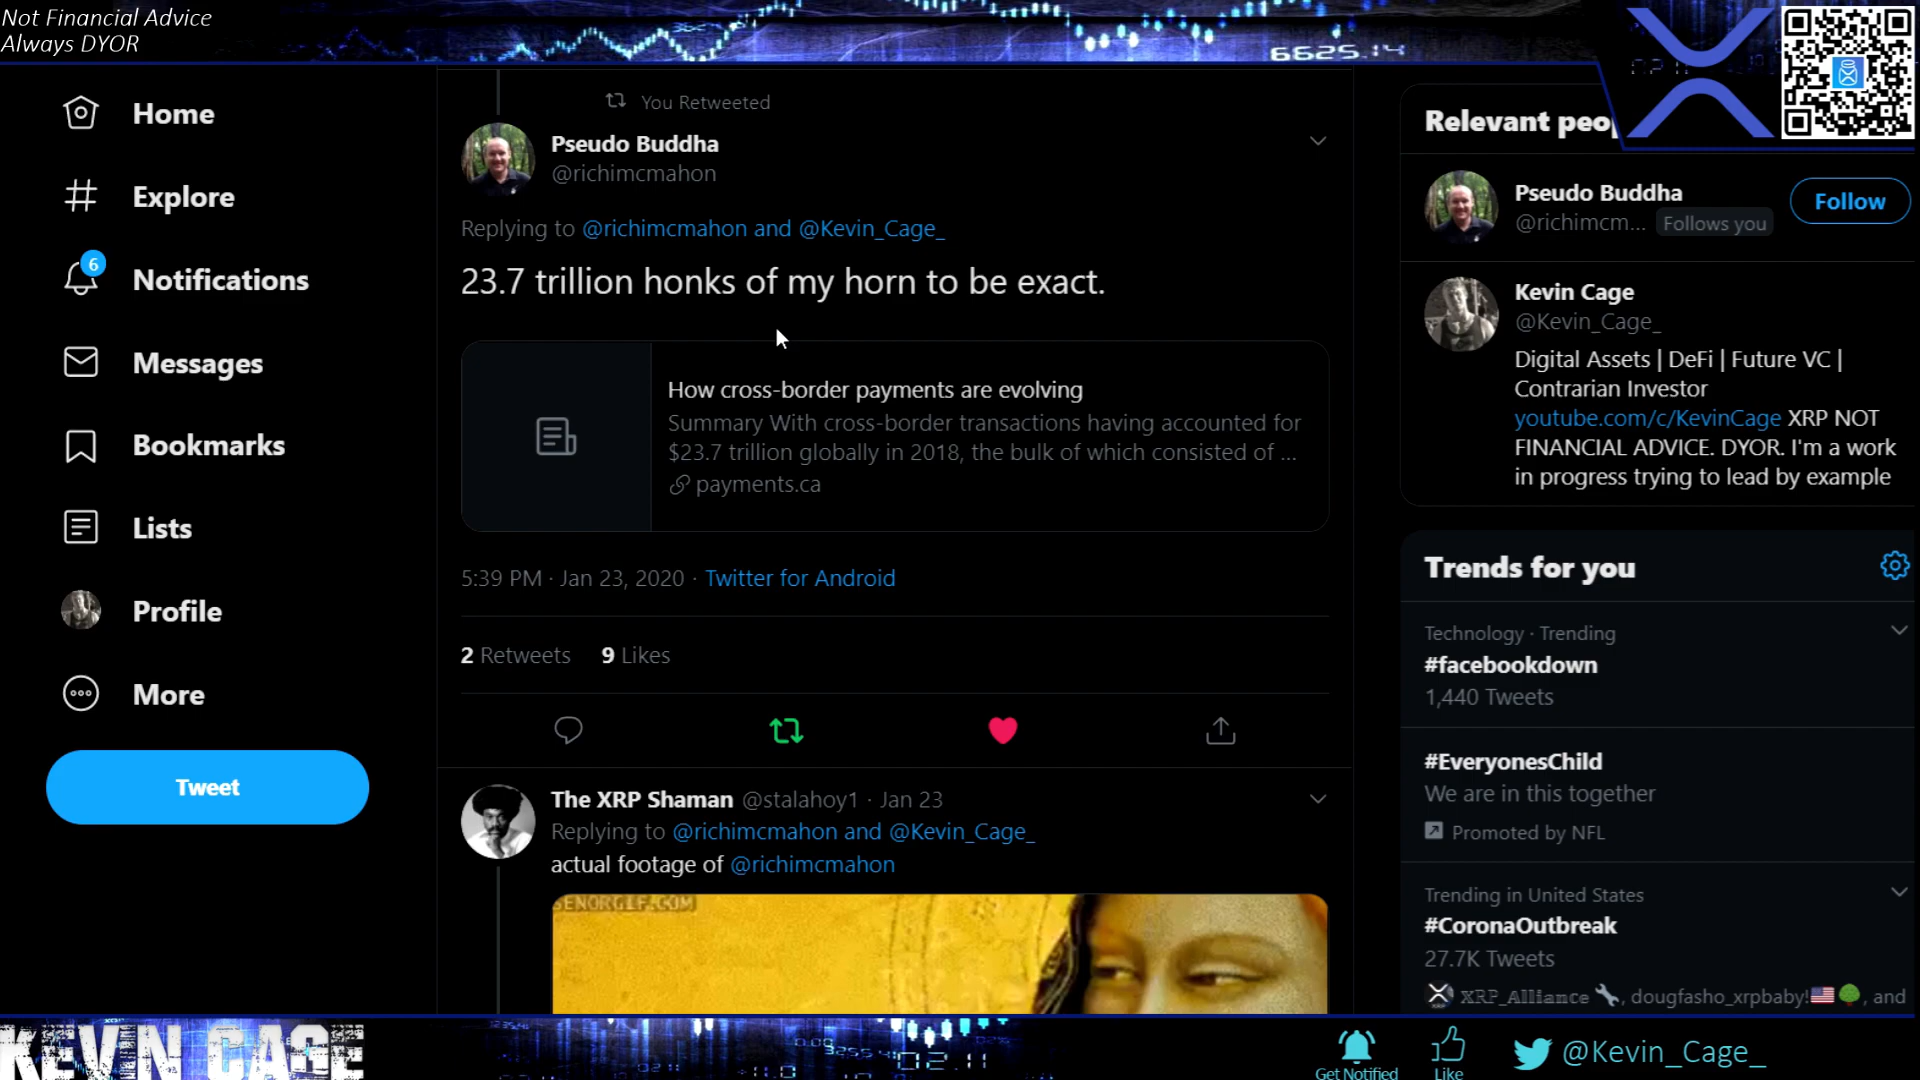 Not Financial Advice
Always DYOR
6625.14
Home
Explore
6
Notifications
Messages
Bookmarks
Lists
Profile
More
Tweet
You Retweeted
Pseudo Buddha
@richimcmahon
Replying to @richimcmahon and @Kevin_Cage_
23.7 trillion honks of my horn to be exact.
How cross-border payments are evolving
Summary With cross-border transactions having accounted for
$23.7 trillion globally in 2018, the bulk of which consisted of ...
payments.ca
5:39 PM · Jan 23, 2020 · Twitter for Android
2 Retweets 9 Likes
The XRP Shaman @stalahoy1 · Jan 23
Replying to @richimcmahon and @Kevin_Cage_
actual footage of @richimcmahon
SENORGIF.COM
Relevant peo
Pseudo Buddha
@richimcm... Follows you
Follow
Kevin Cage
@Kevin_Cage_
Digital Assets | DeFi | Future VC |
Contrarian Investor
youtube.com/c/KevinCage XRP NOT
FINANCIAL ADVICE. DYOR. I'm a work
in progress trying to lead by example
Trends for you
Technology · Trending
#facebookdown
1,440 Tweets
#EveryonesChild
We are in this together
Promoted by NFL
Trending in United States
#CoronaOutbreak
27.7K Tweets
XRP_Alliance, dougfasho_xrpbaby!, and
KEVIN CAGE
02.11
Get Notified
Like
@Kevin_Cage_